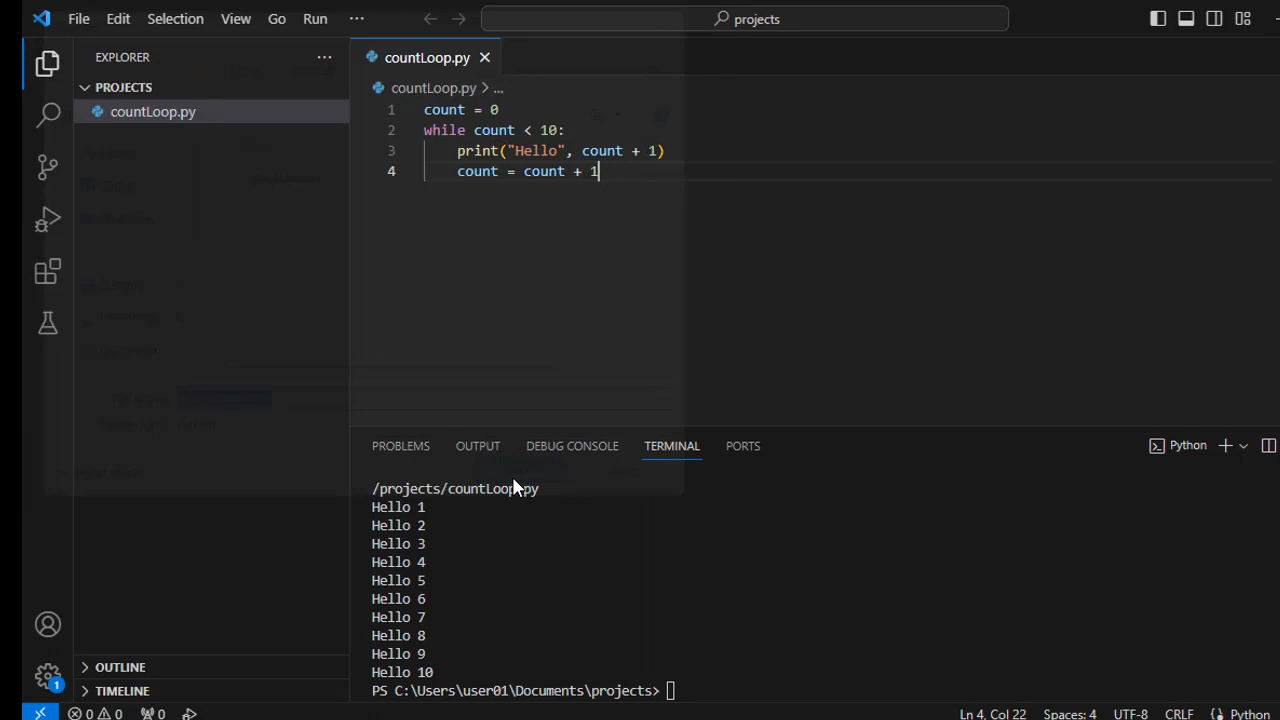 File Edit Selection View Go Run ··· projects
EXPLORER ···
PROJECTS
countLoop.py
OUTLINE
TIMELINE
countLoop.py
countLoop.py > ...
1 count = 0
2 while count < 10:
3 print("Hello", count + 1)
4 count = count + 1
PROBLEMS OUTPUT DEBUG CONSOLE TERMINAL PORTS Python
/projects/countLoop.py
Hello 1
Hello 2
Hello 3
Hello 4
Hello 5
Hello 6
Hello 7
Hello 8
Hello 9
Hello 10
PS C:\Users\user01\Documents\projects>
1
0 0 0 Ln 4, Col 22 Spaces: 4 UTF-8 CRLF Python